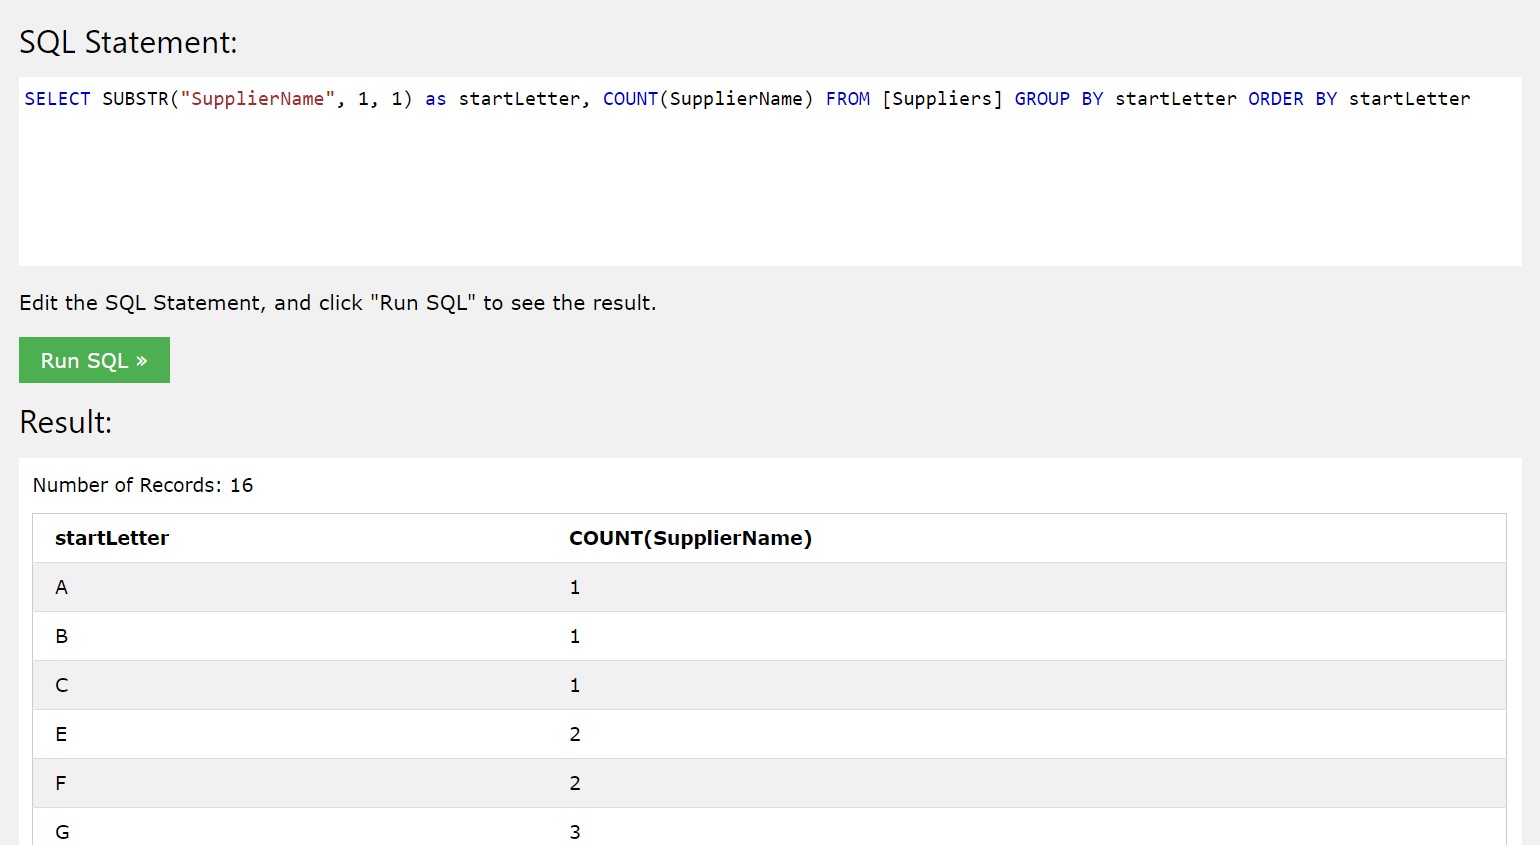 SQL Statement:
SELECT SUBSTR("SupplierName", 1, 1) as startLetter, COUNT(SupplierName) FROM [Suppliers] GROUP BY startLetter ORDER BY startLetter
Edit the SQL Statement, and click "Run SQL" to see the result.
Run SQL »
Result:
Number of Records: 16
startLetter COUNT(SupplierName)
A 1
B 1
C 1
E 2
F 2
G 3